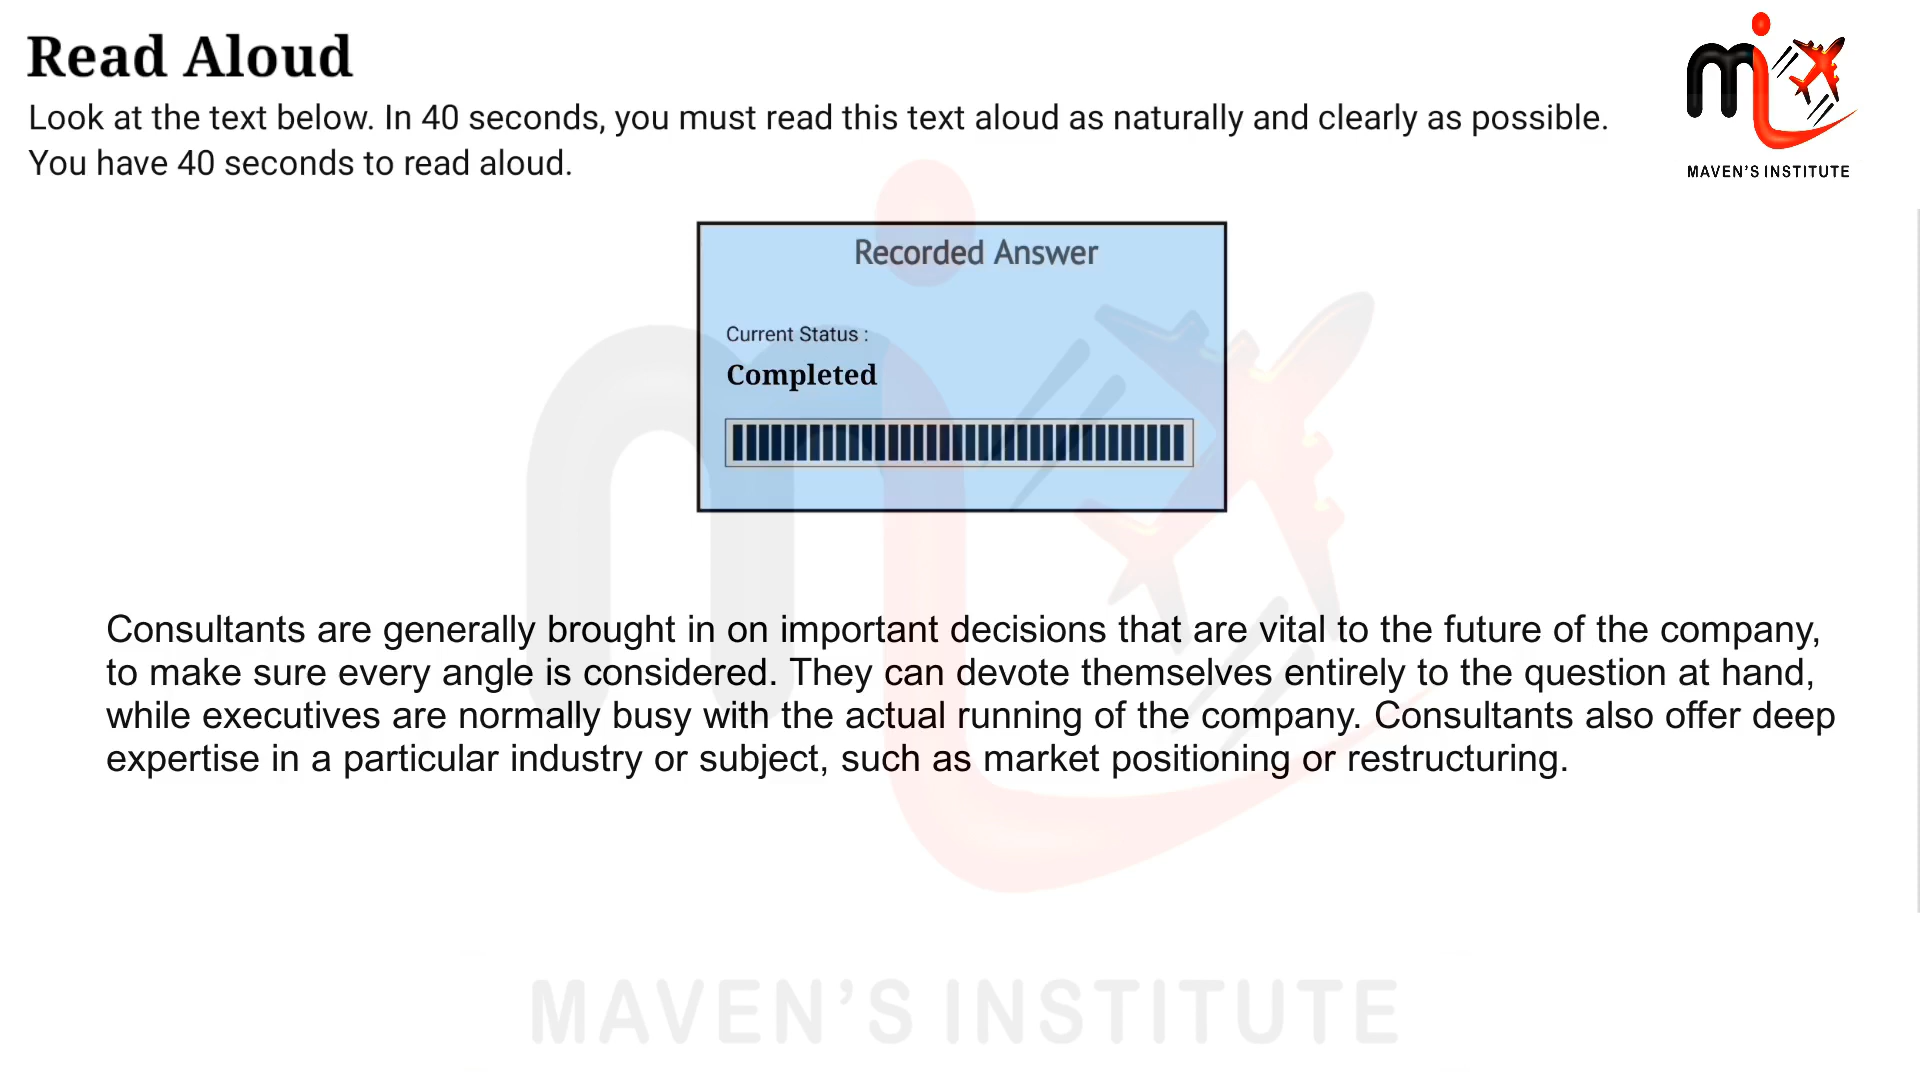 Read Aloud
Look at the text below. In 40 seconds, you must read this text aloud as naturally and clearly as possible.
You have 40 seconds to read aloud.
MAVEN'S INSTITUTE
Recorded Answer
Current Status :
Completed
Consultants are generally brought in on important decisions that are vital to the future of the company,
to make sure every angle is considered. They can devote themselves entirely to the question at hand,
while executives are normally busy with the actual running of the company. Consultants also offer deep
expertise in a particular industry or subject, such as market positioning or restructuring.
MAVEN'S INSTITUTE